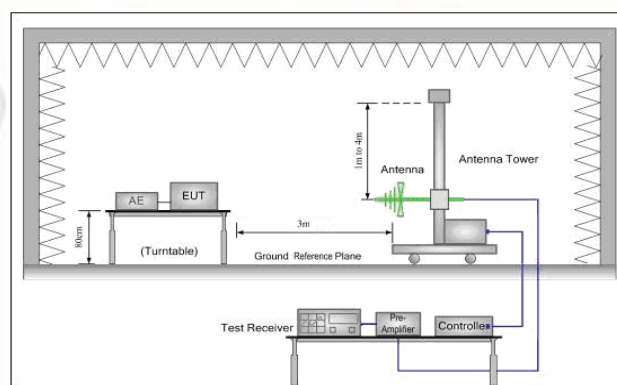 1m to 4m
Antenna
Antenna Tower
AE
EUT
80cm
(Turntable)
3m
Ground Reference Plane
Test Receiver
Pre-
Amplifier
Controller